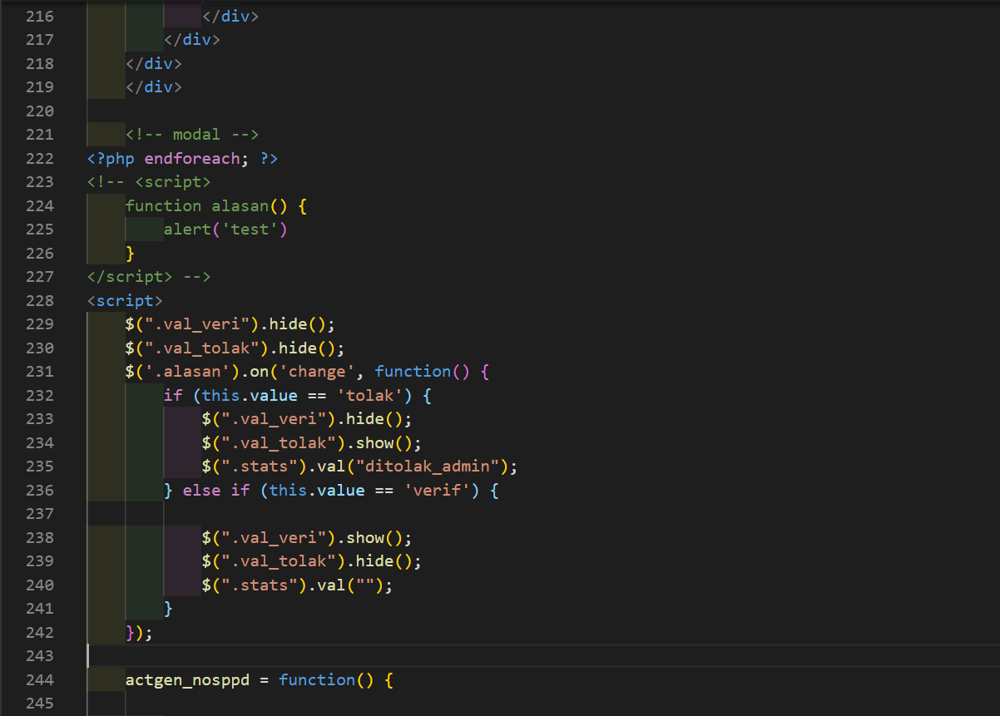 216 </div>
217 </div>
218 </div>
219 </div>
220
221 <!-- modal -->
222 <?php endforeach; ?>
223 <!-- <script>
224 function alasan() {
225 alert('test')
226 }
227 </script> -->
228 <script>
229 $(".val_veri").hide();
230 $(".val_tolak").hide();
231 $('.alasan').on('change', function() {
232 if (this.value == 'tolak') {
233 $(".val_veri").hide();
234 $(".val_tolak").show();
235 $(".stats").val("ditolak_admin");
236 } else if (this.value == 'verif') {
237
238 $(".val_veri").show();
239 $(".val_tolak").hide();
240 $(".stats").val("");
241 }
242 });
243
244 actgen_nosppd = function() {
245